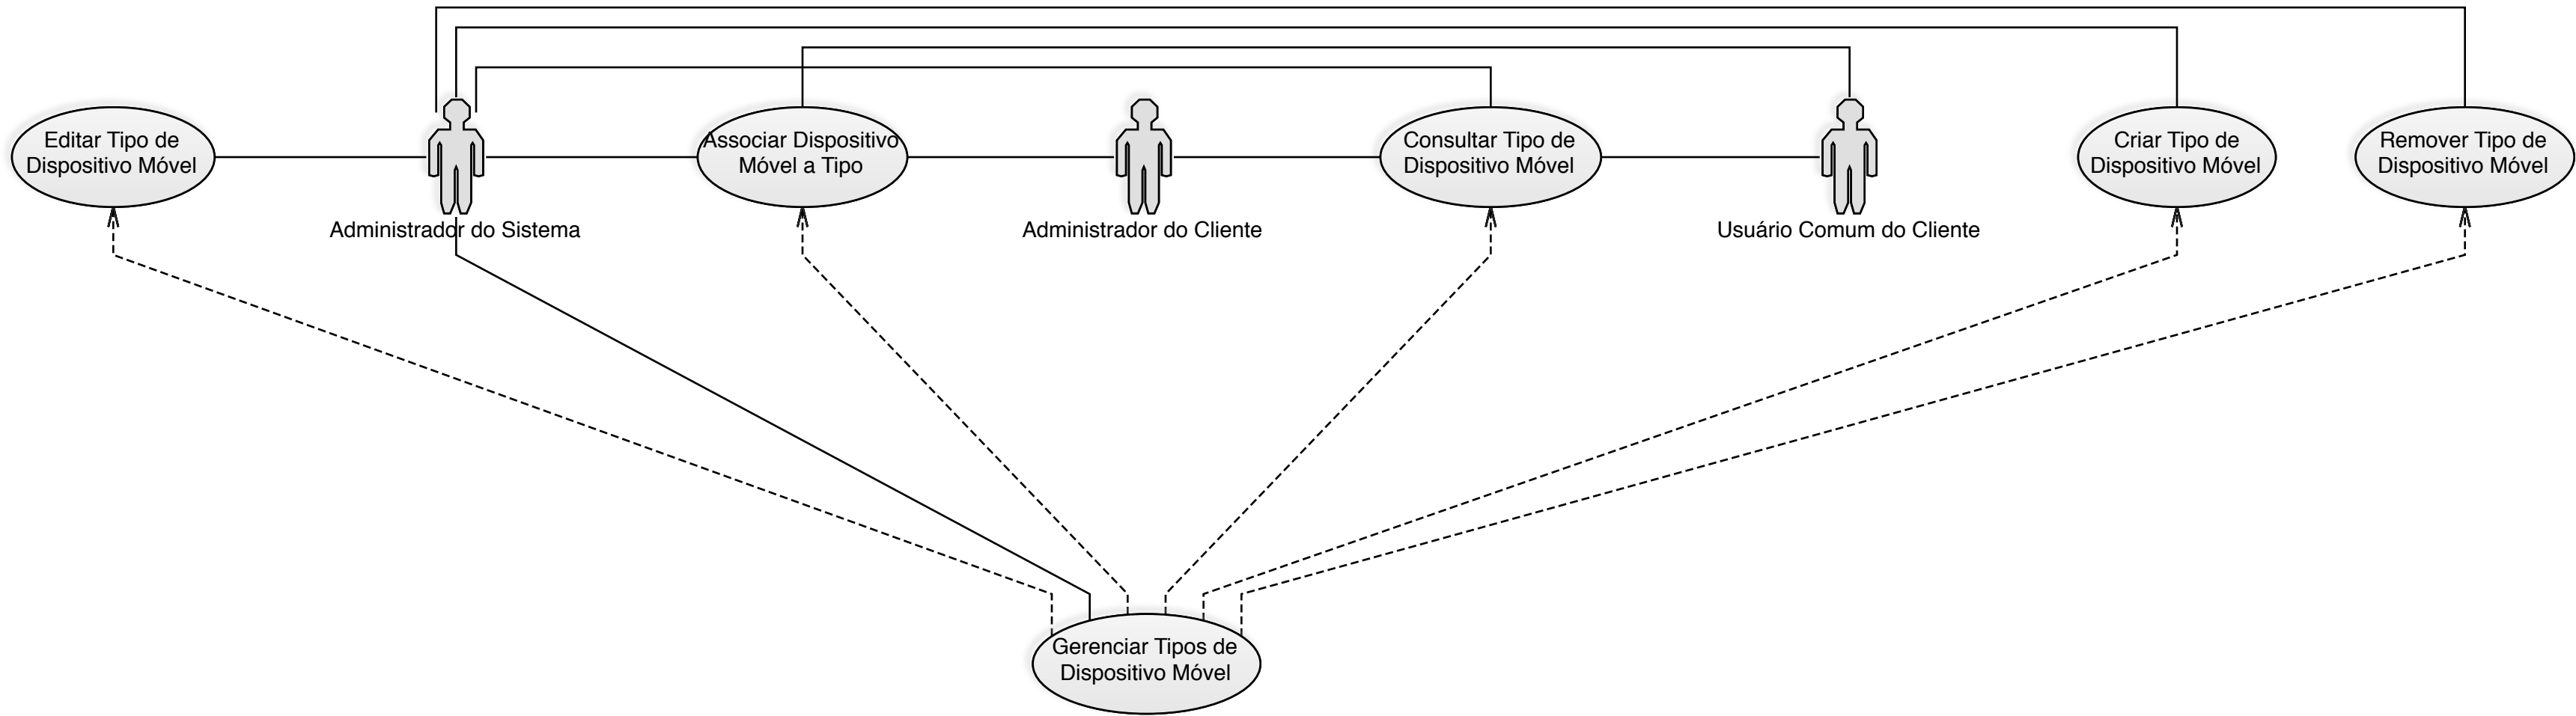 Editar Tipo de
Dispositivo Móvel
Associar Dispositivo
Móvel a Tipo
Consultar Tipo de
Dispositivo Móvel
Criar Tipo de
Dispositivo Móvel
Remover Tipo de
Dispositivo Móvel
Administrador do Sistema
Administrador do Cliente
Usuário Comum do Cliente
Gerenciar Tipos de
Dispositivo Móvel